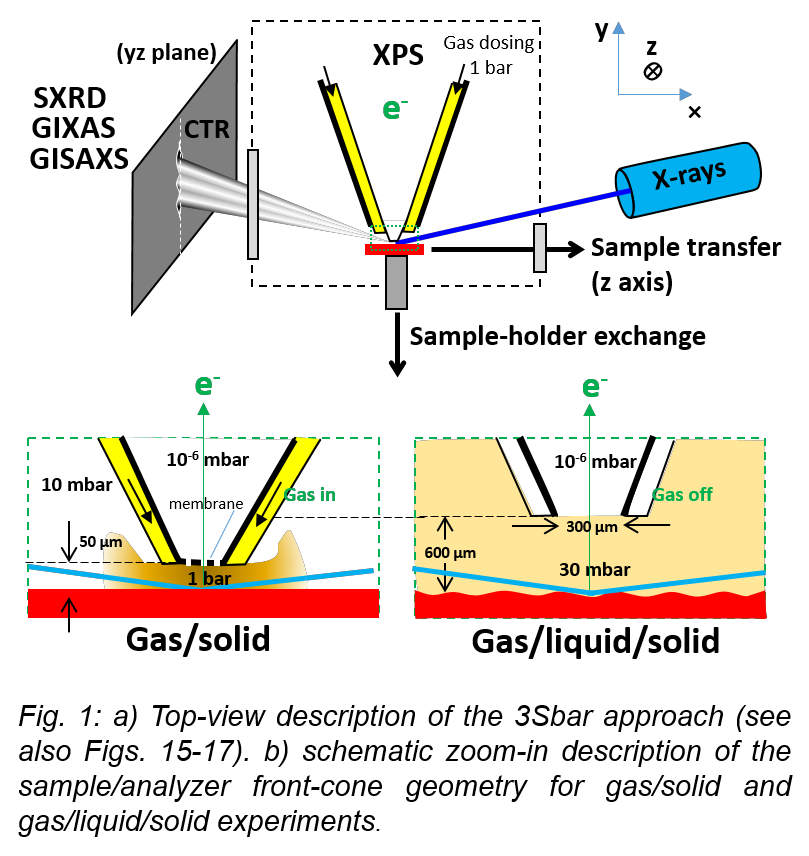 (yz plane)
XPS
Gas dosing
1 bar
y
z
x
SXRD
GIXAS
GISAXS
CTR
e-
X-rays
Sample transfer
(z axis)
Sample-holder exchange
e-
10-6 mbar
10 mbar
membrane
Gas in
50 µm
1 bar
Gas/solid
e-
10-6 mbar
Gas off
300 µm
600 µm
30 mbar
Gas/liquid/solid
Fig. 1: a) Top-view description of the 3Sbar approach (see
also Figs. 15-17). b) schematic zoom-in description of the
sample/analyzer front-cone geometry for gas/solid and
gas/liquid/solid experiments.